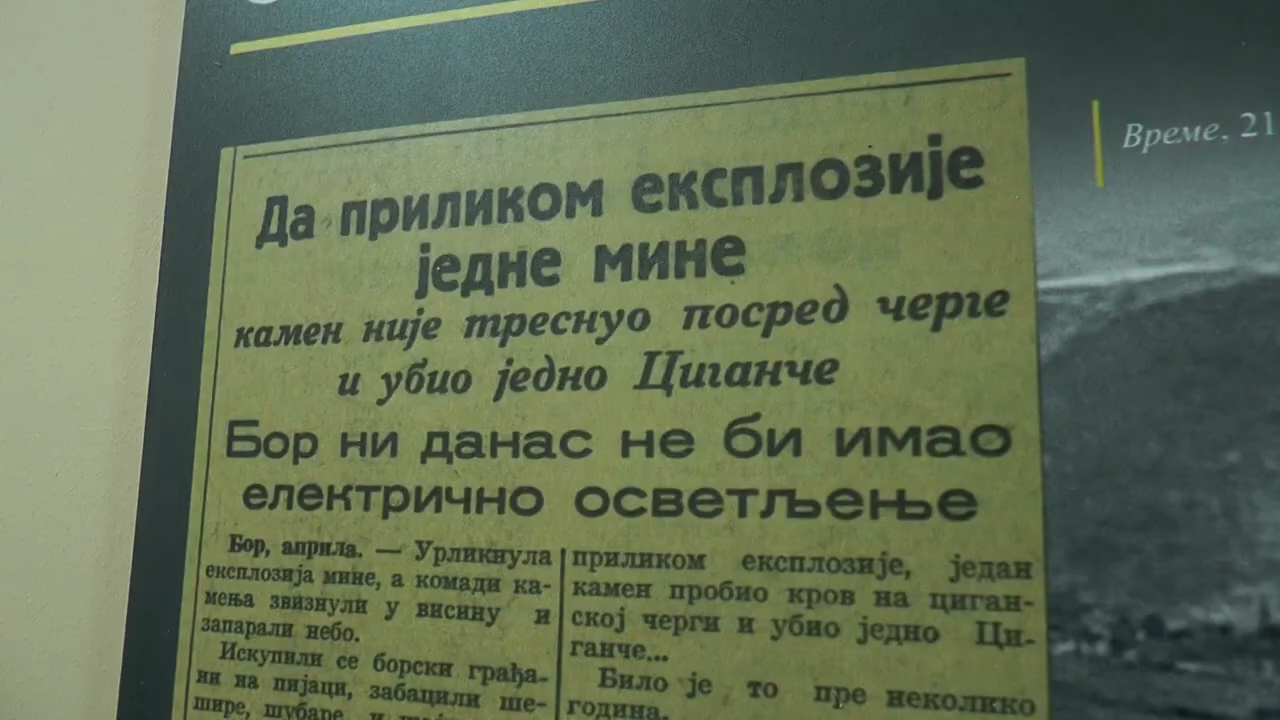 Да приликом експлозије
једне мине
камен није треснуо посред черге
и убио једно Циганче
Бор ни данас не би имао
електрично осветљење
Бор, априла. — Урликнула
експлозија мине, а комади ка-
мења звизнули у висину и
запарали небо.
Искупили се борски грађа-
ни на пијаци, забацили ше-
шире, шубаре, и
приликом експлозије, један
камен пробио кров на циган-
ској черги и убио једно Ци-
ганче...
Било је то пре неколико
година.
Време, 21